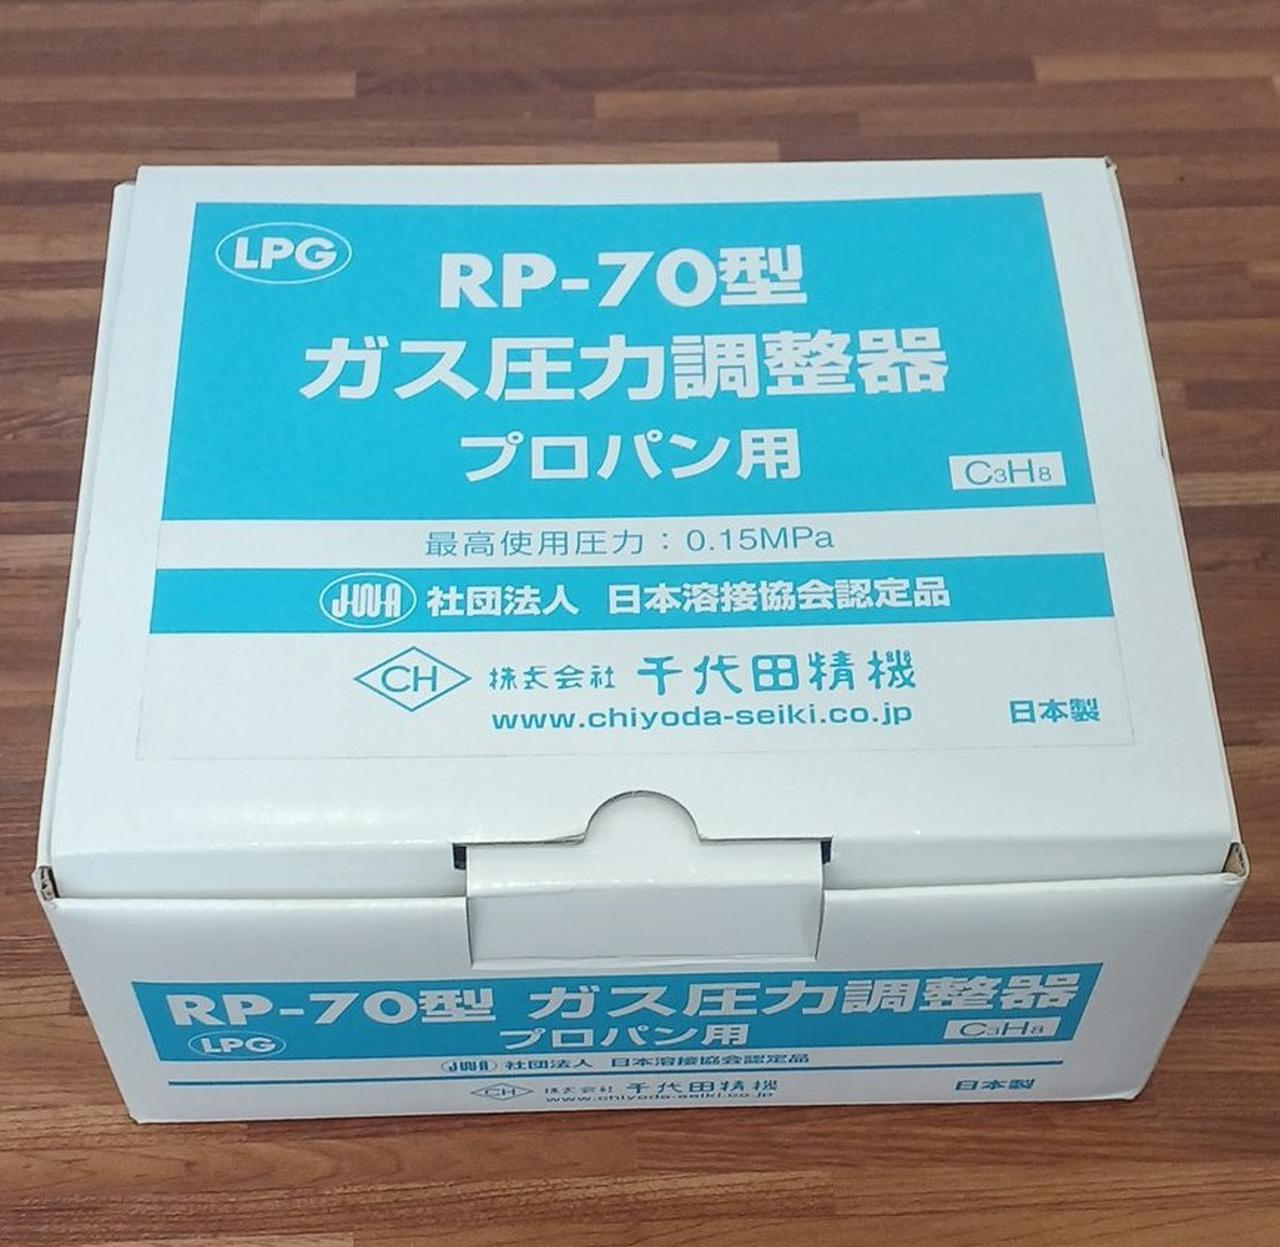 LPG
RP-70型
ガス圧力調整器
プロパン用
C3H8
最高使用圧力：0.15MPa
JWA 社団法人 日本溶接協会認定品
CH 株式会社 千代田精機
www.chiyoda-seiki.co.jp
日本製
RP-70型 ガス圧力調整器
LPG プロパン用 C3H8
JWA 社団法人 日本溶接協会認定品
CH 株式会社 千代田精機 日本製
www.chiyoda-seiki.co.jp